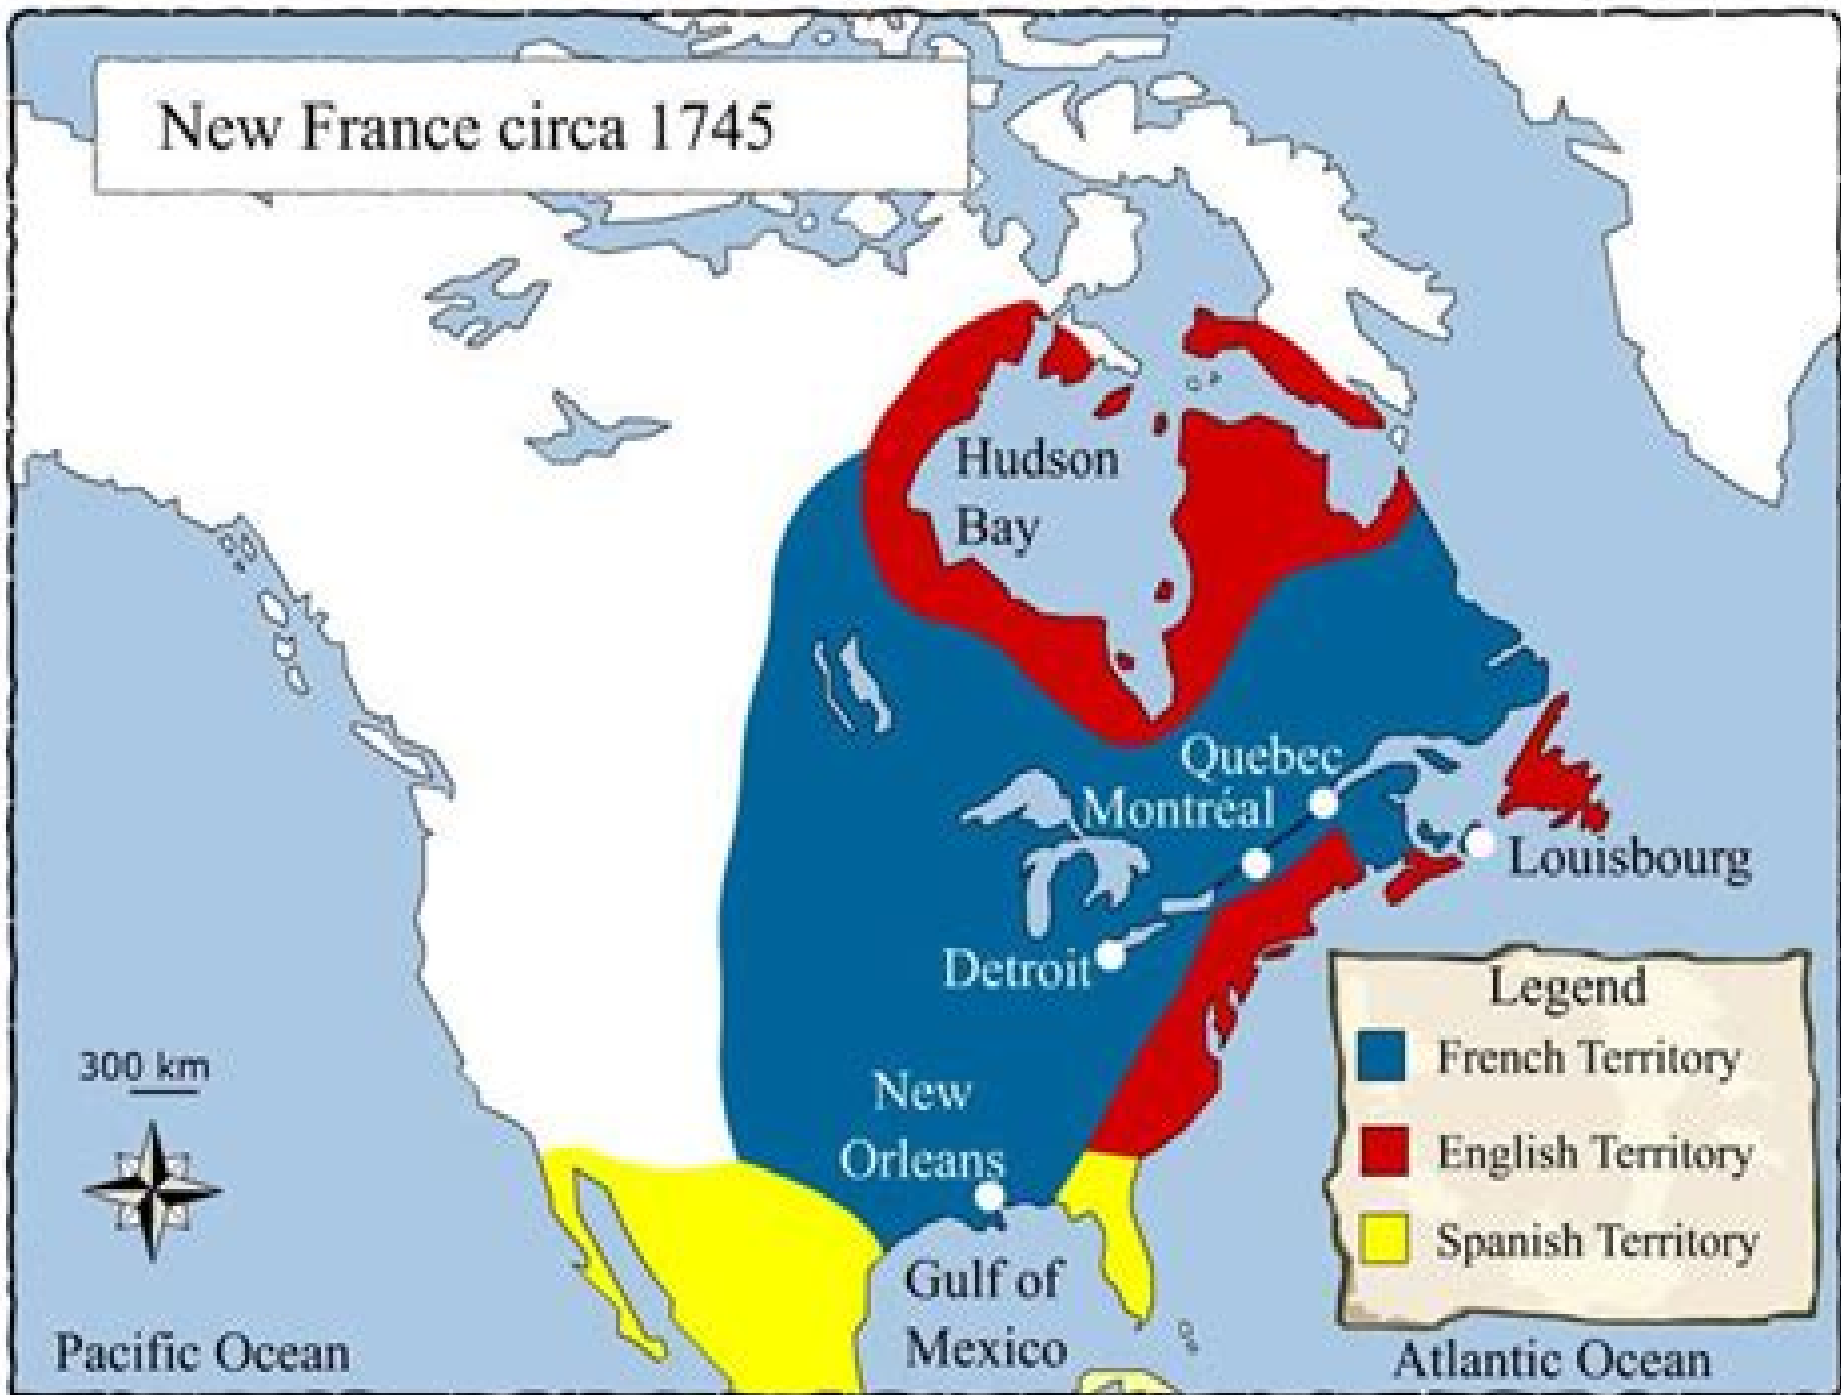 New France circa 1745
Hudson
Bay
Quebec
Montréal
Louisbourg
Detroit
Legend
French Territory
English Territory
Spanish Territory
300 km
New
Orleans
Gulf of
Mexico
Pacific Ocean
Atlantic Ocean